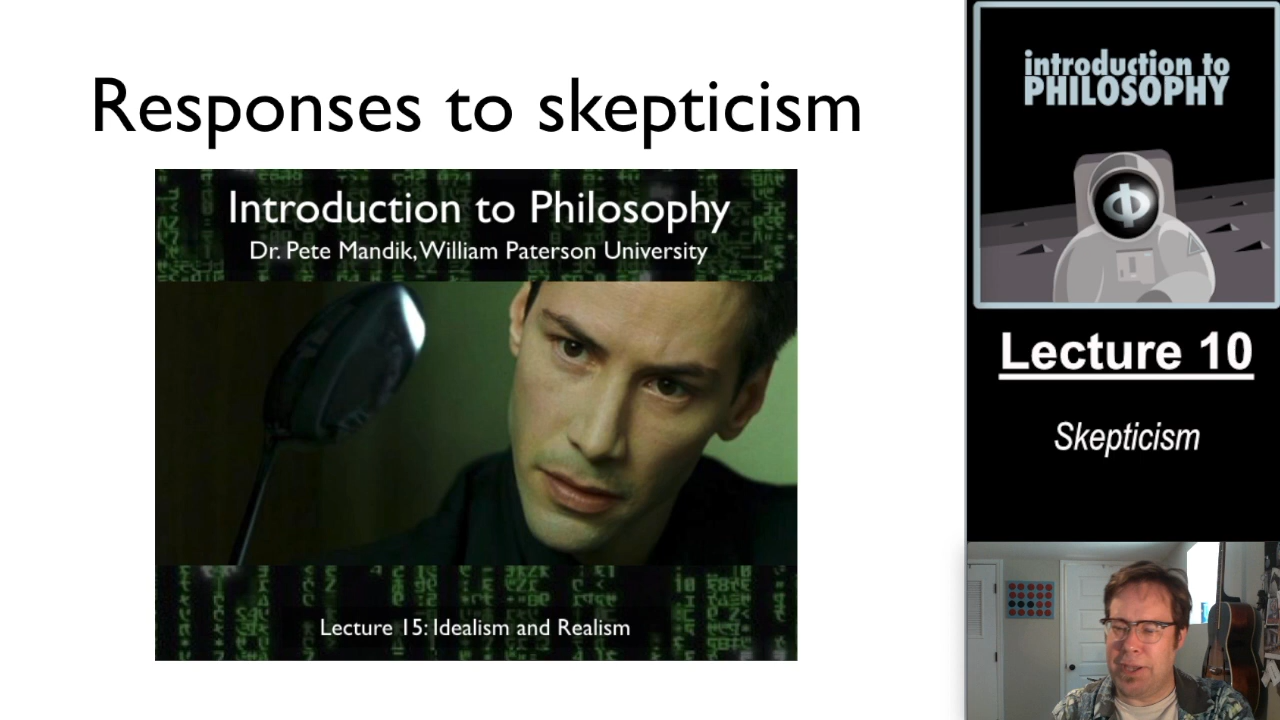 Responses to skepticism
Introduction to Philosophy
Dr. Pete Mandik, William Paterson University
Lecture 15: Idealism and Realism
introduction to
PHILOSOPHY
Lecture 10
Skepticism